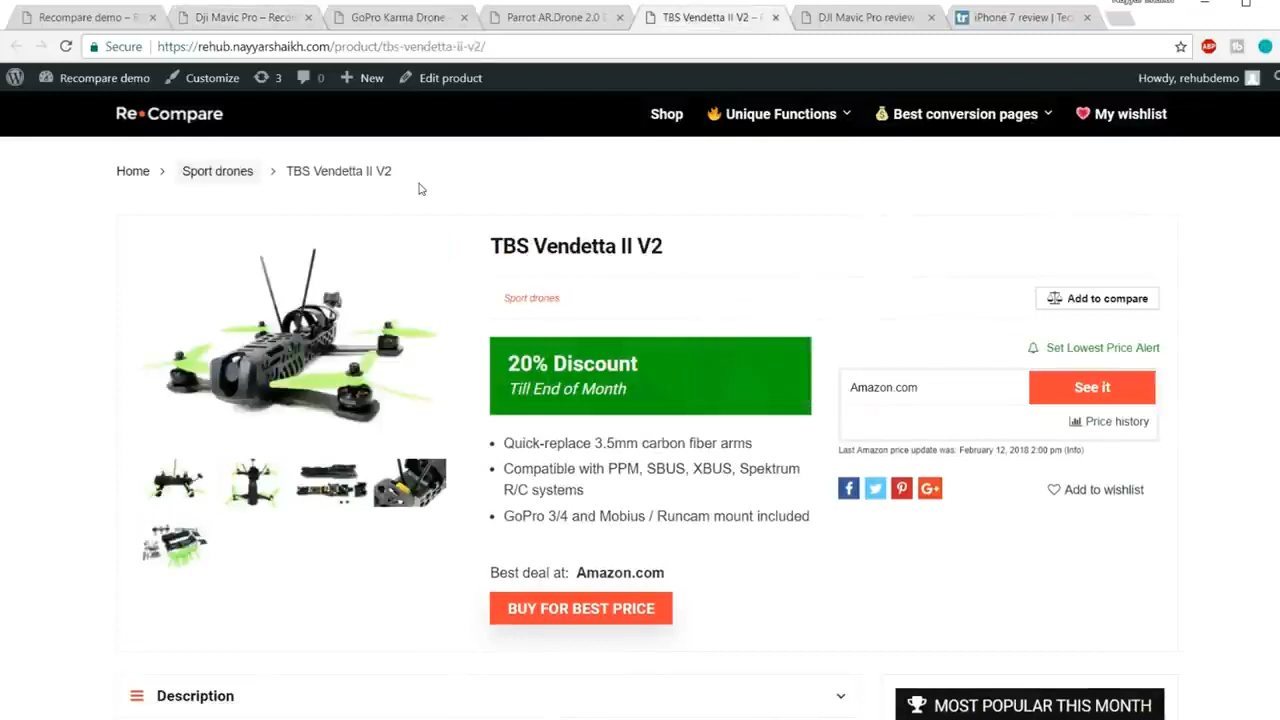 Recompare demo – R
Dji Mavic Pro – Recon
GoPro Karma Drone -
Parrot AR.Drone 2.0 E
TBS Vendetta II V2 –
DJI Mavic Pro review
iPhone 7 review | Tec
Secure
https://rehub.nayyarshaikh.com/product/tbs-vendetta-ii-v2/
ABP
Recompare demo
Customize
3
0
New
Edit product
Howdy, rehubdemo
Re•Compare
Shop
Unique Functions
Best conversion pages
My wishlist
Home > Sport drones > TBS Vendetta II V2
TBS Vendetta II V2
Sport drones
Add to compare
20% Discount
Till End of Month
Set Lowest Price Alert
Amazon.com
See it
Price history
Last Amazon price update was: February 12, 2018 2:00 pm (Info)
• Quick-replace 3.5mm carbon fiber arms
• Compatible with PPM, SBUS, XBUS, Spektrum
R/C systems
• GoPro 3/4 and Mobius / Runcam mount included
Add to wishlist
Best deal at: Amazon.com
BUY FOR BEST PRICE
Description
MOST POPULAR THIS MONTH